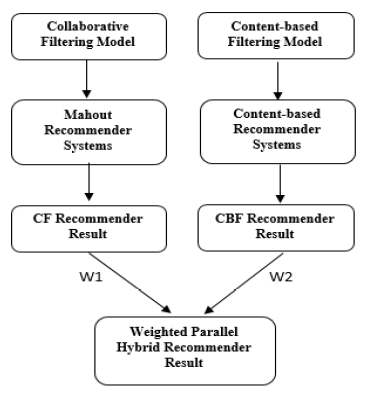 Collaborative
Filtering Model
Content-based
Filtering Model
Mahout
Recommender
Systems
Content-based
Recommender
Systems
CF Recommender
Result
CBF Recommender
Result
W1
W2
Weighted Parallel
Hybrid Recommender
Result